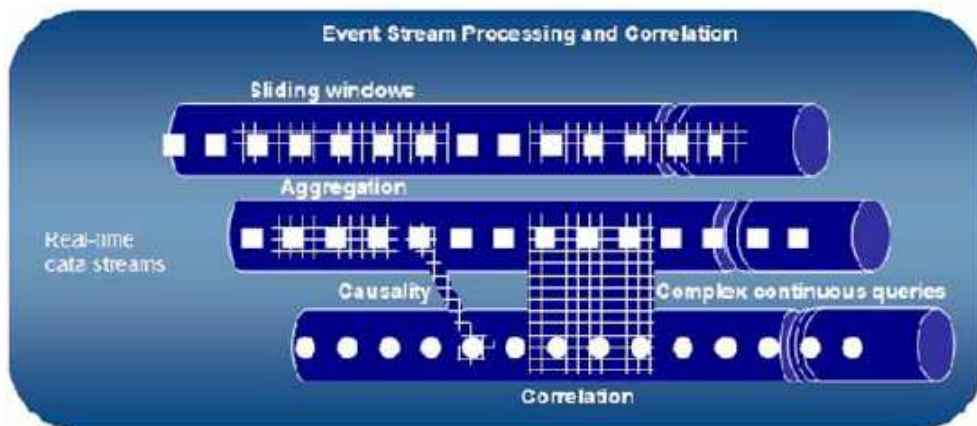 Event Stream Processing and Correlation
Sliding windows
Aggregation
Real-time
data streams
Causality
Complex continuous queries
Correlation